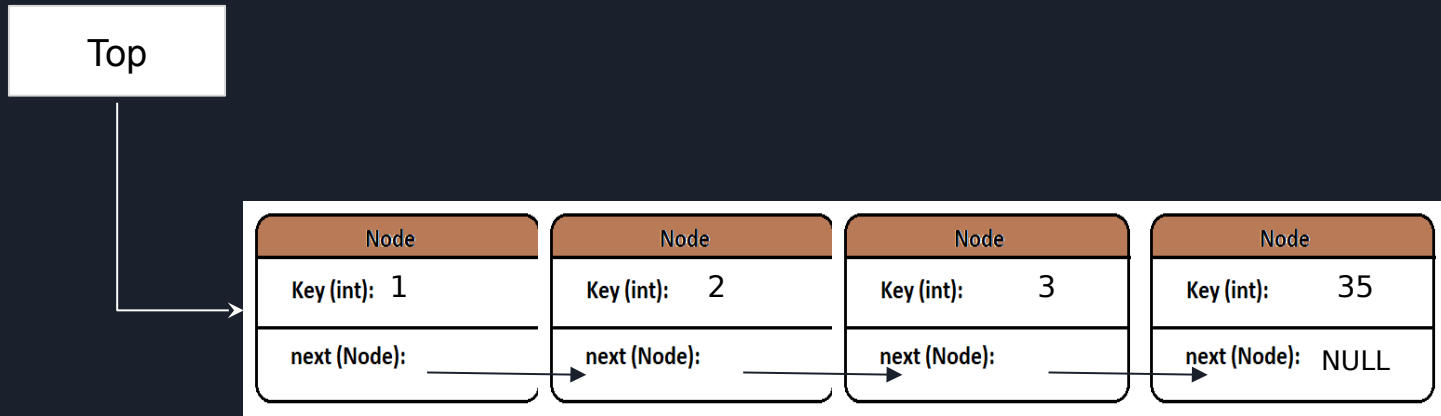 Top
Node Node Node Node
Key (int): 1 Key (int): 2 Key (int): 3 Key (int): 35
next (Node): next (Node): next (Node): next (Node): NULL